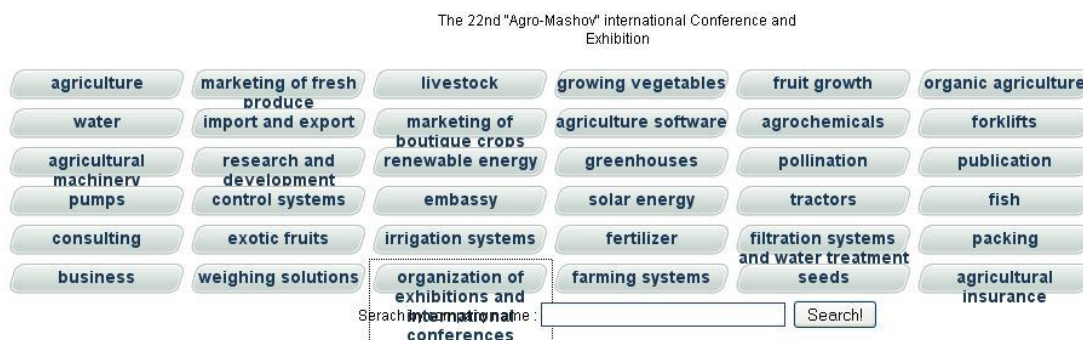 The 22nd "Agro-Mashov" international Conference and
Exhibition
agriculture
marketing of fresh
produce
livestock
growing vegetables
fruit growth
organic agriculture
water
import and export
marketing of
boutique crops
agriculture software
agrochemicals
forklifts
agricultural
machinery
research and
development
renewable energy
greenhouses
pollination
publication
pumps
control systems
embassy
solar energy
tractors
fish
consulting
exotic fruits
irrigation systems
fertilizer
filtration systems
and water treatment
packing
business
weighing solutions
organization of
exhibitions and
international
conferences
farming systems
seeds
agricultural
insurance
Serach by company name :
Search!